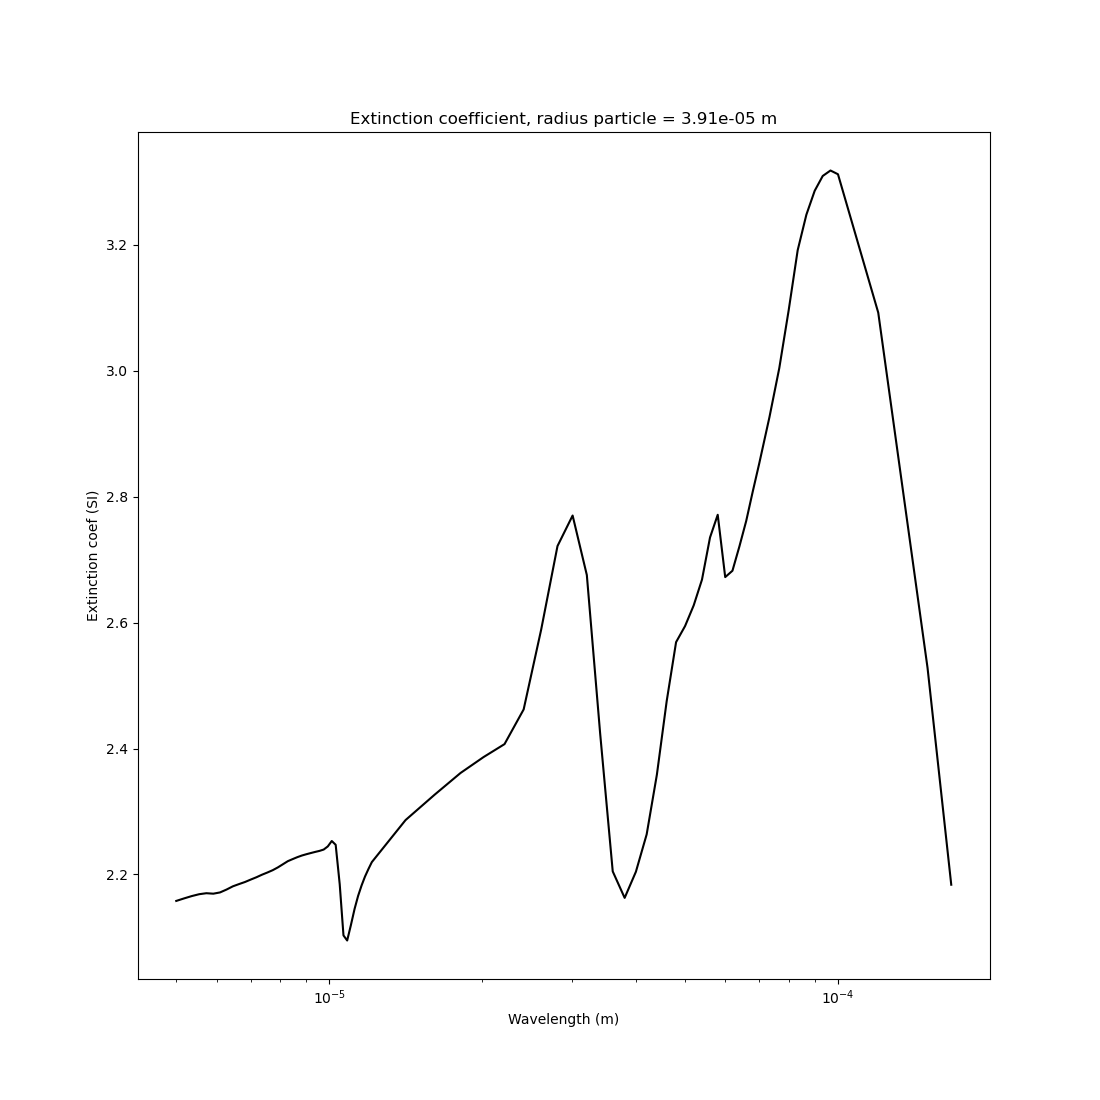 Extinction coefficient, radius particle = 3.91e-05 m
3.2
3.0
2.8
2.6
2.4
2.2
Extinction coef (SI)
10⁻⁵
10⁻⁴
Wavelength (m)